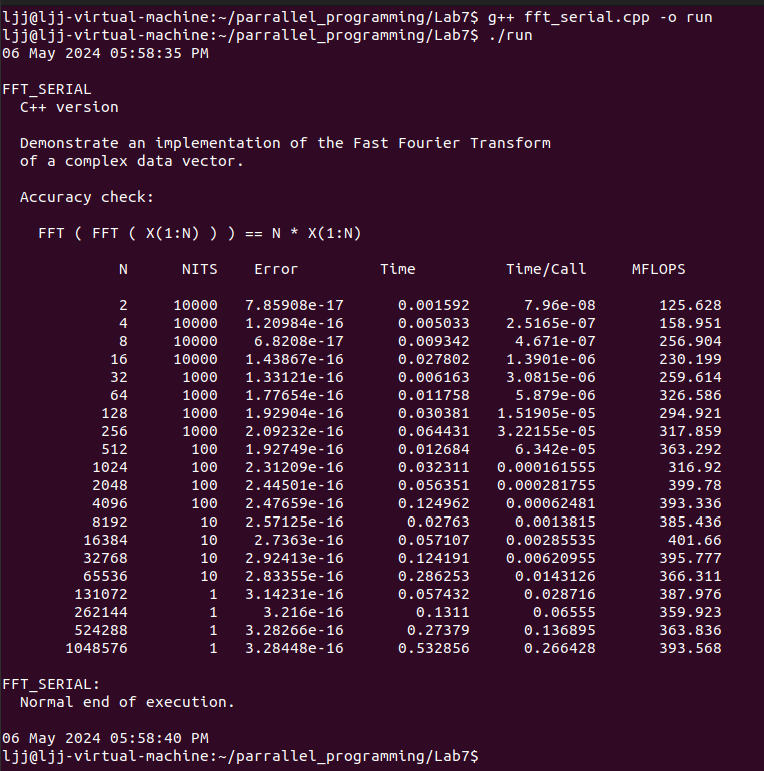 ljj@ljj-virtual-machine:~/parrallel_programming/Lab7$ g++ fft_serial.cpp -o run
ljj@ljj-virtual-machine:~/parrallel_programming/Lab7$ ./run
06 May 2024 05:58:35 PM
FFT_SERIAL
C++ version
Demonstrate an implementation of the Fast Fourier Transform
of a complex data vector.
Accuracy check:
FFT ( FFT ( X(1:N) ) ) == N * X(1:N)
N NITS Error Time Time/Call MFLOPS
2 10000 7.85908e-17 0.001592 7.96e-08 125.628
4 10000 1.20984e-16 0.005033 2.5165e-07 158.951
8 10000 6.8208e-17 0.009342 4.671e-07 256.904
16 10000 1.43867e-16 0.027802 1.3901e-06 230.199
32 1000 1.33121e-16 0.006163 3.0815e-06 259.614
64 1000 1.77654e-16 0.011758 5.879e-06 326.586
128 1000 1.92904e-16 0.030381 1.51905e-05 294.921
256 1000 2.09232e-16 0.064431 3.22155e-05 317.859
512 100 1.92749e-16 0.012684 6.342e-05 363.292
1024 100 2.31209e-16 0.032311 0.000161555 316.92
2048 100 2.44501e-16 0.056351 0.000281755 399.78
4096 100 2.47659e-16 0.124962 0.00062481 393.336
8192 10 2.57125e-16 0.02763 0.0013815 385.436
16384 10 2.7363e-16 0.057107 0.00285535 401.66
32768 10 2.92413e-16 0.124191 0.00620955 395.777
65536 10 2.83355e-16 0.286253 0.0143126 366.311
131072 1 3.14231e-16 0.057432 0.028716 387.976
262144 1 3.216e-16 0.1311 0.06555 359.923
524288 1 3.28266e-16 0.27379 0.136895 363.836
1048576 1 3.28448e-16 0.532856 0.266428 393.568
FFT_SERIAL:
Normal end of execution.
06 May 2024 05:58:40 PM
ljj@ljj-virtual-machine:~/parrallel_programming/Lab7$